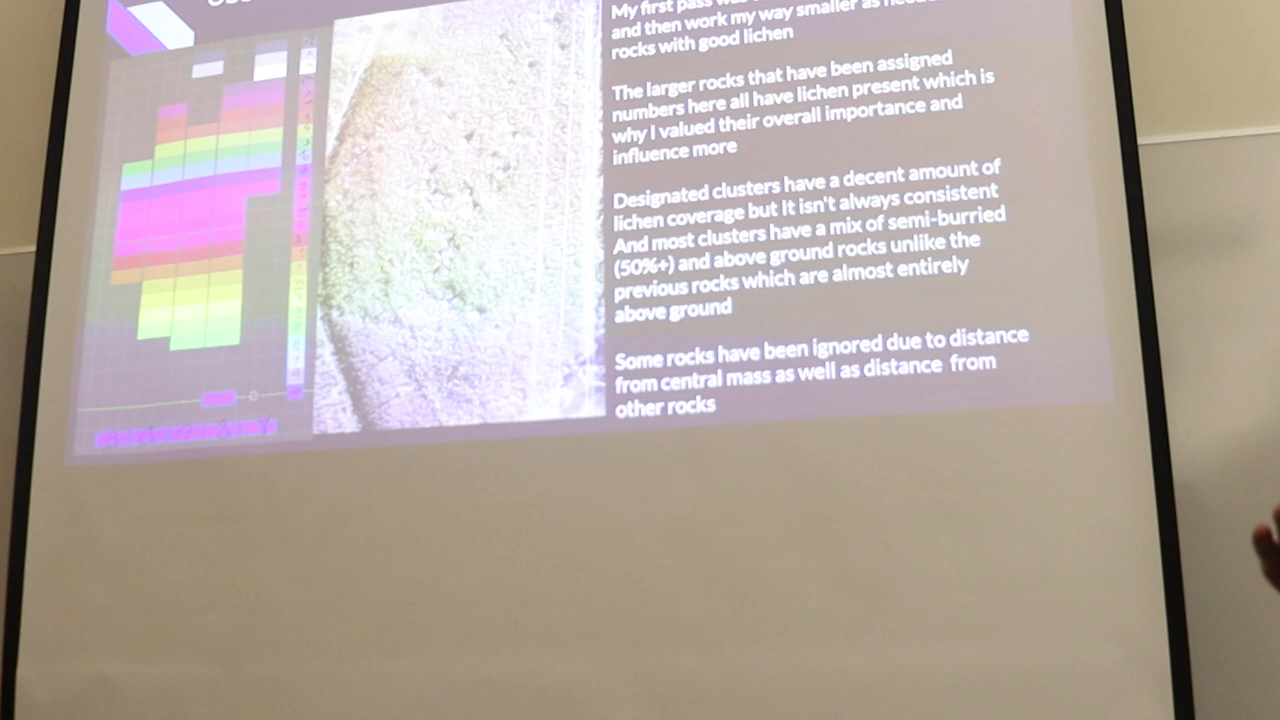 My first pass was
and then work my way smaller as needed
rocks with good lichen
The larger rocks that have been assigned
numbers here all have lichen present which is
why I valued their overall importance and
influence more
Designated clusters have a decent amount of
lichen coverage but It isn't always consistent
And most clusters have a mix of semi-burried
(50%+) and above ground rocks unlike the
previous rocks which are almost entirely
above ground
Some rocks have been ignored due to distance
from central mass as well as distance from
other rocks